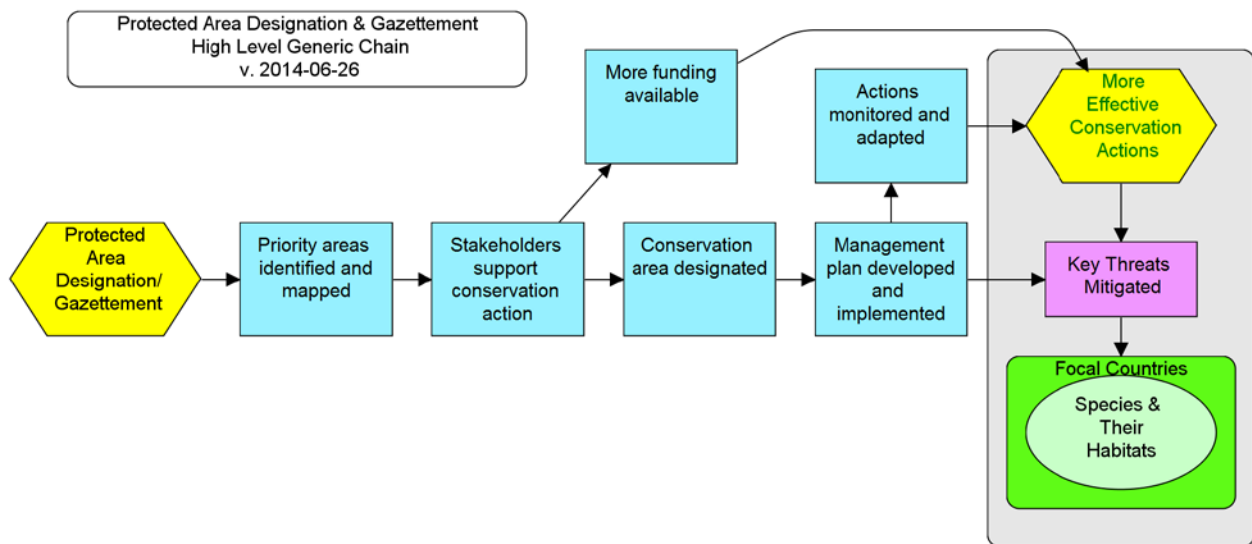 Protected Area Designation & Gazettement
High Level Generic Chain
v. 2014-06-26
More funding
available
Actions
monitored and
adapted
More
Effective
Conservation
Actions
Protected
Area
Designation/
Gazettement
Priority areas
identified and
mapped
Stakeholders
support
conservation
action
Conservation
area designated
Management
plan developed
and
implemented
Key Threats
Mitigated
Focal Countries
Species &
Their
Habitats